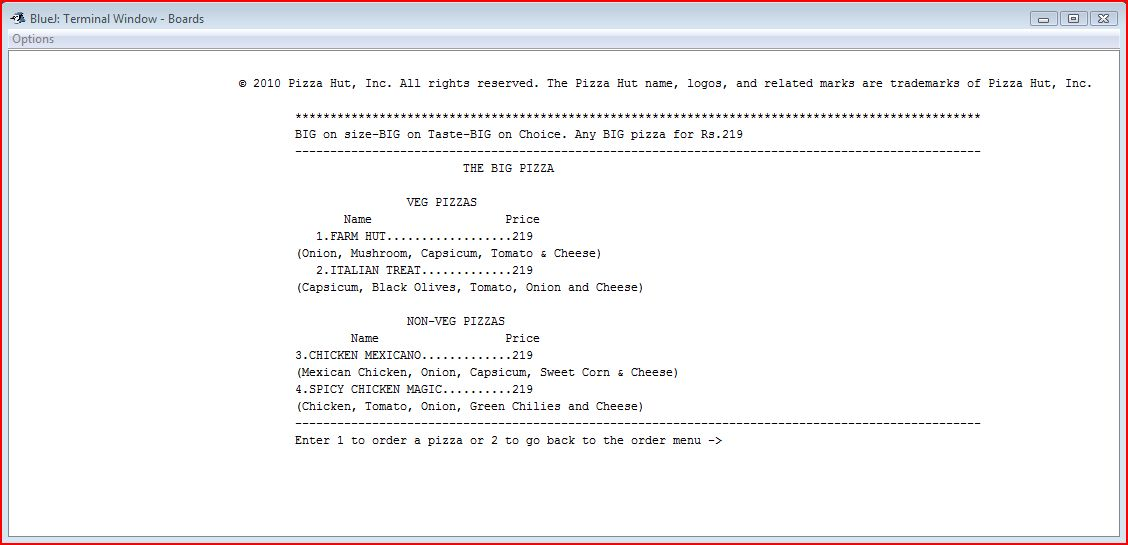 BlueJ: Terminal Window - Boards
Options
© 2010 Pizza Hut, Inc. All rights reserved. The Pizza Hut name, logos, and related marks are trademarks of Pizza Hut, Inc.
**************************************************************************************************
BIG on size-BIG on Taste-BIG on Choice. Any BIG pizza for Rs.219
--------------------------------------------------------------------------------------------------
THE BIG PIZZA
VEG PIZZAS
Name Price
1.FARM HUT..................219
(Onion, Mushroom, Capsicum, Tomato & Cheese)
2.ITALIAN TREAT.............219
(Capsicum, Black Olives, Tomato, Onion and Cheese)
NON-VEG PIZZAS
Name Price
3.CHICKEN MEXICANO.............219
(Mexican Chicken, Onion, Capsicum, Sweet Corn & Cheese)
4.SPICY CHICKEN MAGIC..........219
(Chicken, Tomato, Onion, Green Chilies and Cheese)
--------------------------------------------------------------------------------------------------
Enter 1 to order a pizza or 2 to go back to the order menu ->